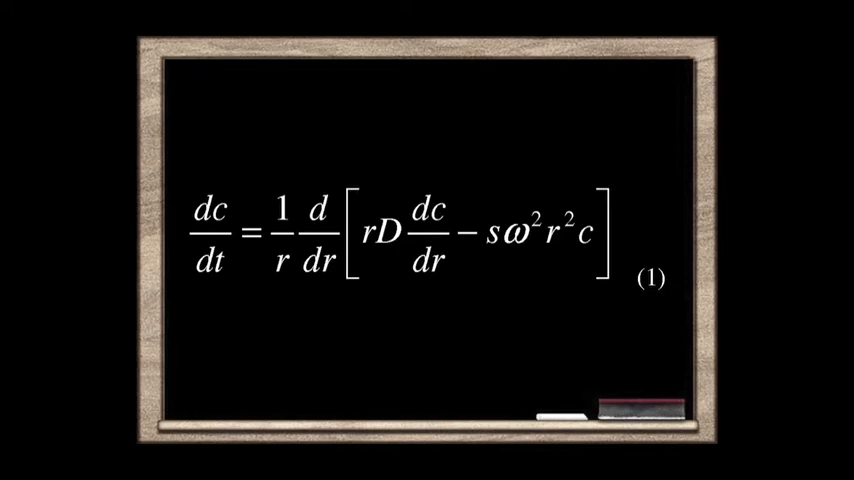 dc/dt = 1/r d/dr [ rD dc/dr − sω²r²c ]
(1)